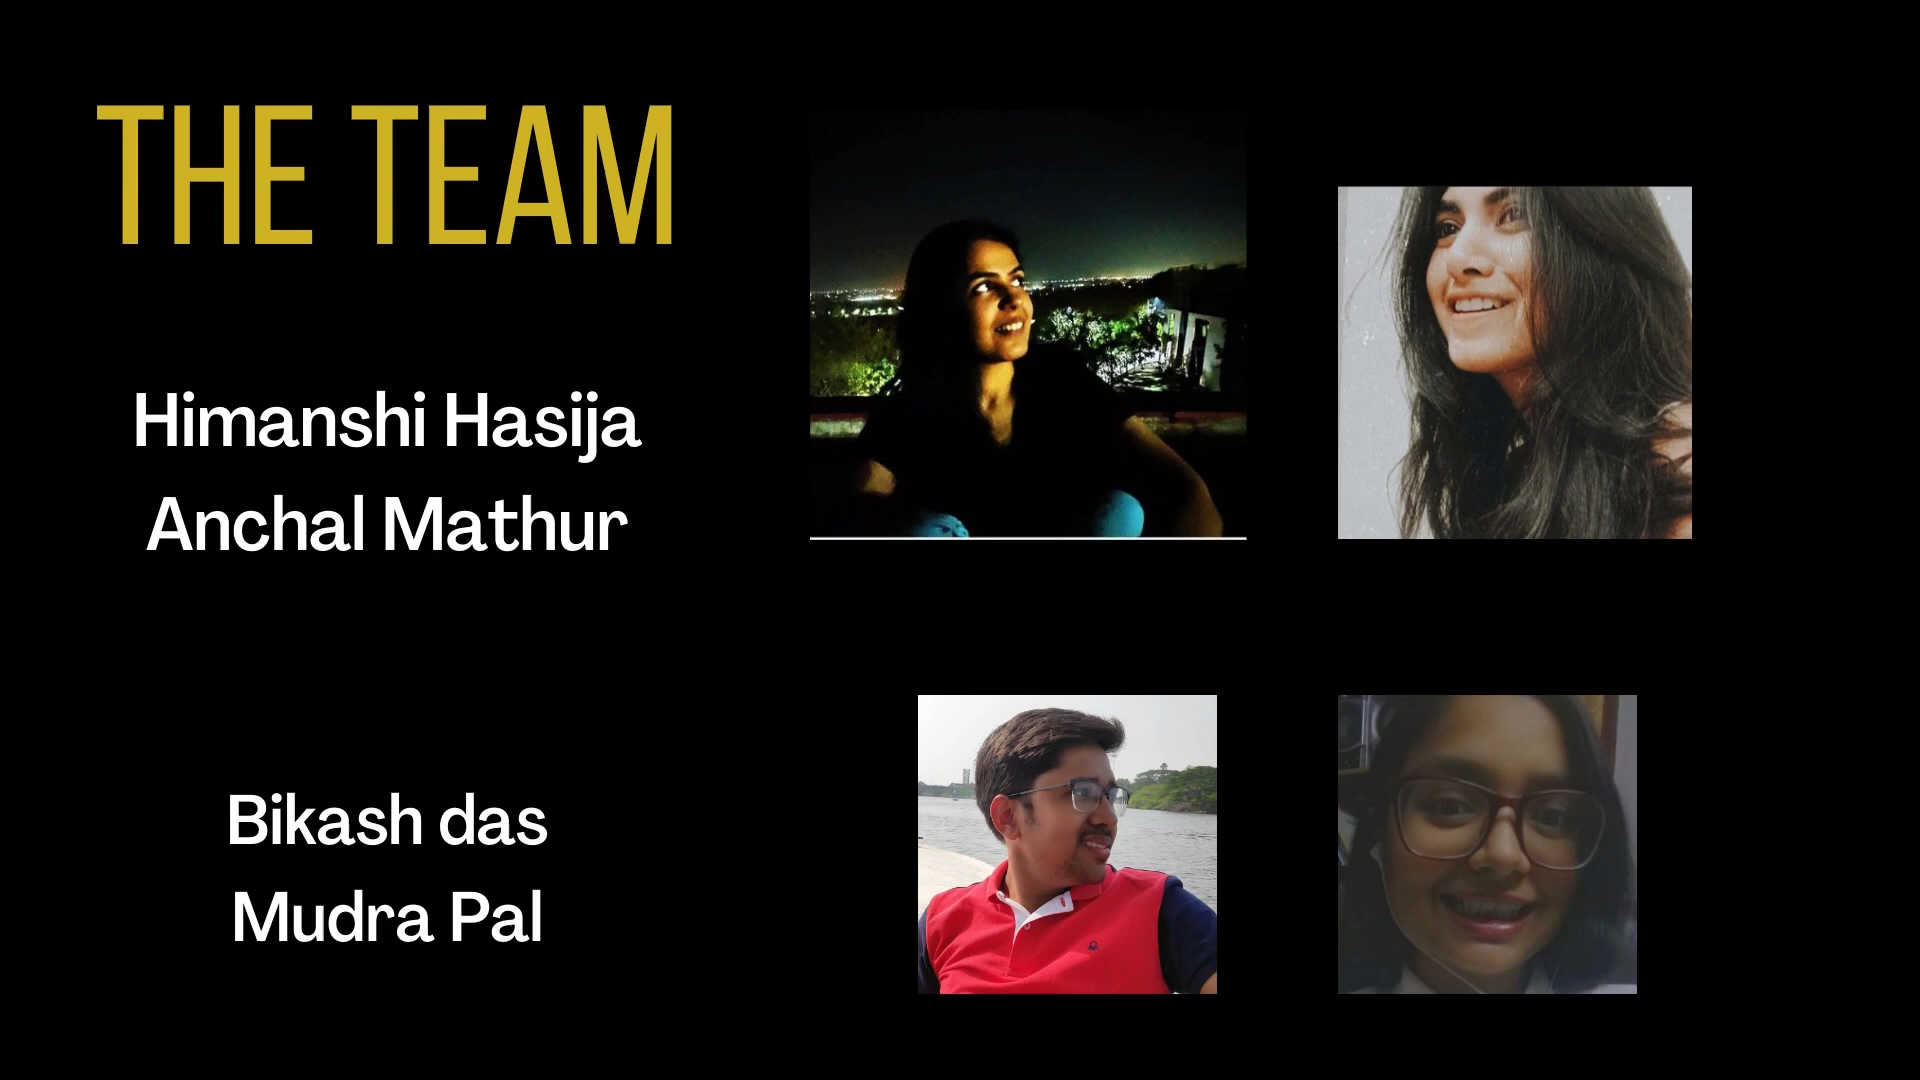 THE TEAM
Himanshi Hasija
Anchal Mathur
Bikash das
Mudra Pal